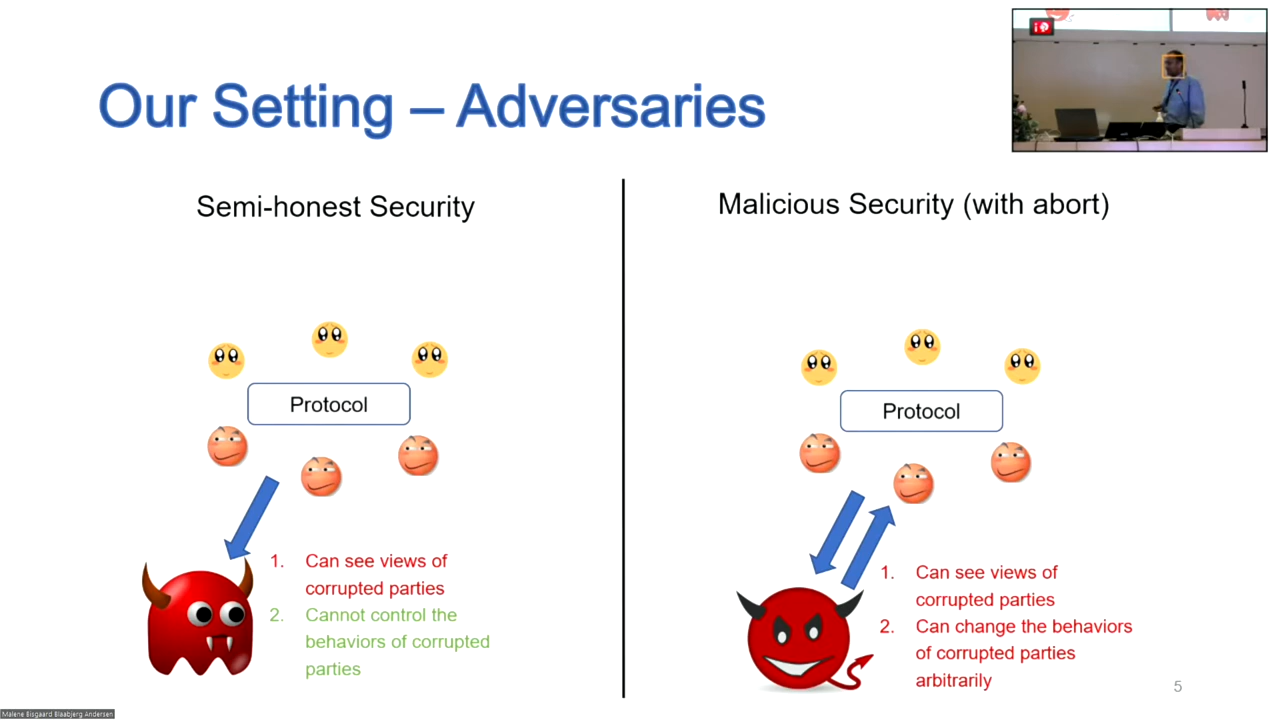 Our Setting – Adversaries
Semi-honest Security
Protocol
1. Can see views of
corrupted parties
2. Cannot control the
behaviors of corrupted
parties
Malicious Security (with abort)
Protocol
1. Can see views of
corrupted parties
2. Can change the behaviors
of corrupted parties
arbitrarily
5
Malene Bisgaard Blaabjerg Andersen